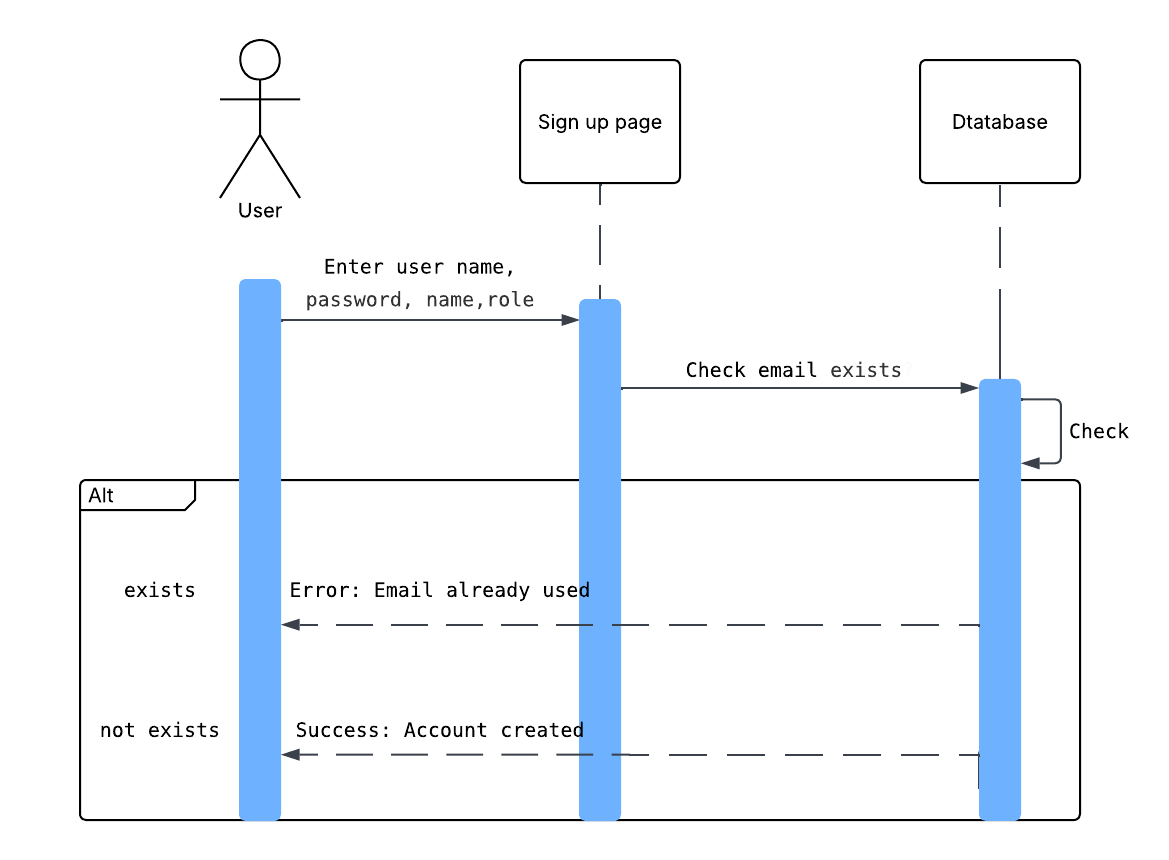 Sign up page
Dtatabase
User
Enter user name,
password, name,role
Check email exists
Check
Alt
exists
Error: Email already used
not exists
Success: Account created